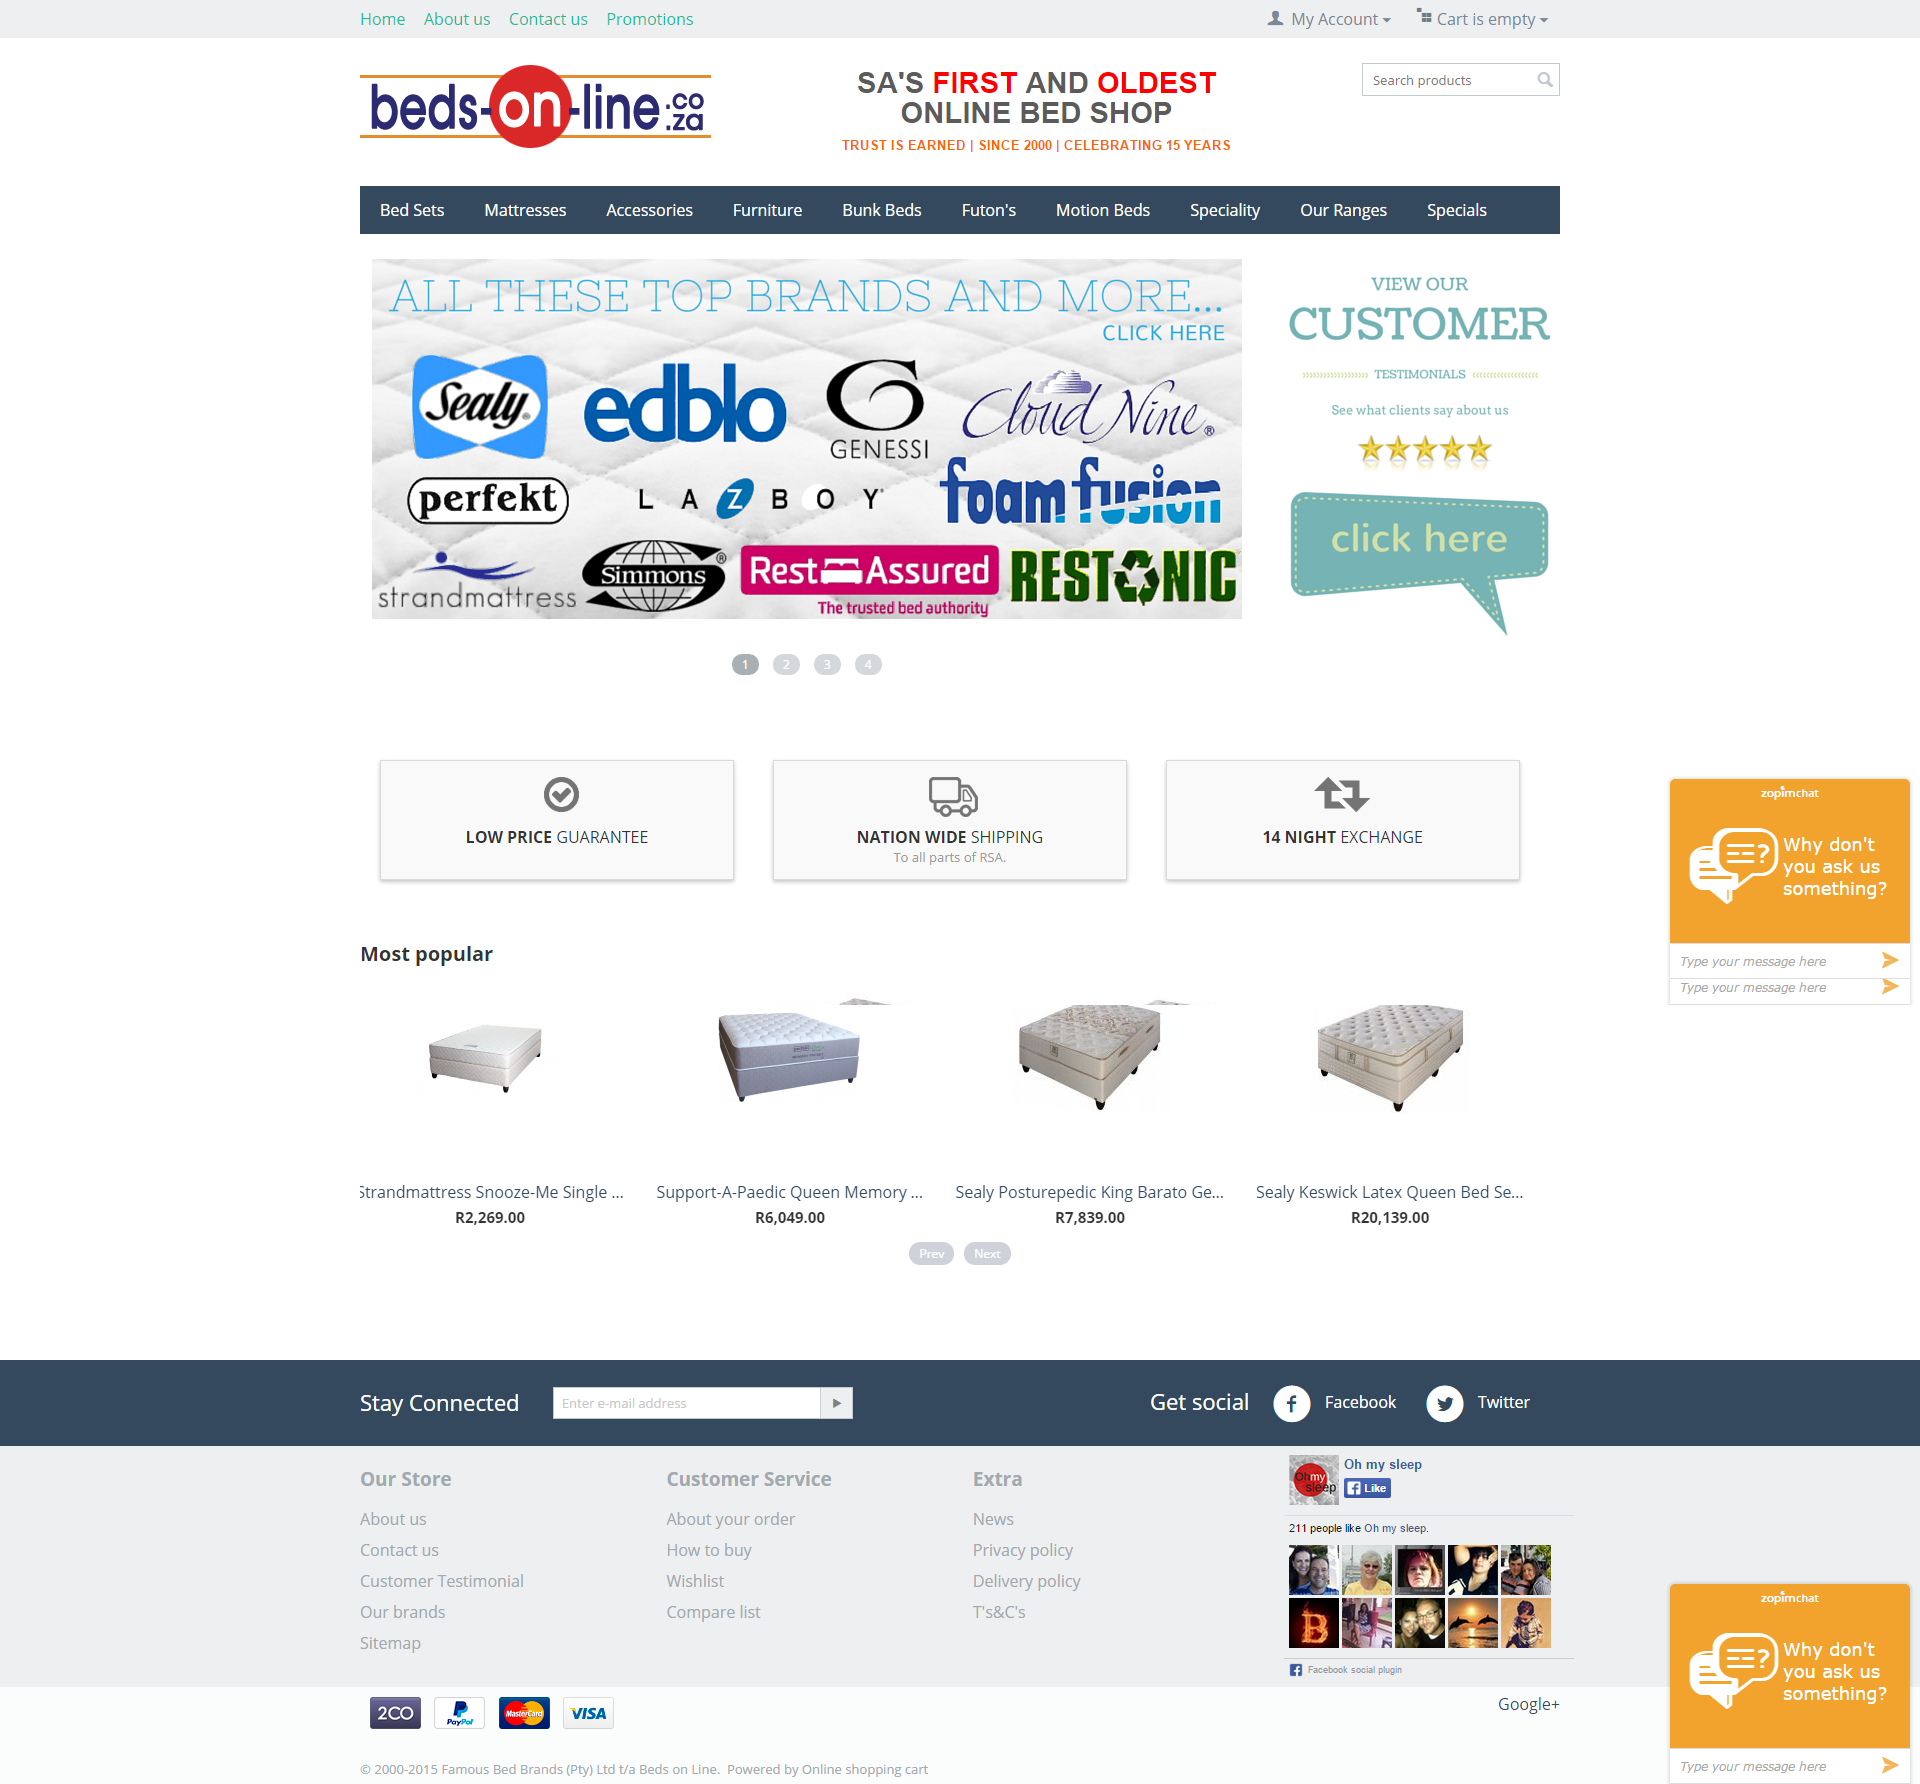 Home About us Contact us Promotions
My Account Cart is empty
beds-on-line.co.za
SA'S FIRST AND OLDEST
ONLINE BED SHOP
TRUST IS EARNED | SINCE 2000 | CELEBRATING 15 YEARS
Search products
Bed Sets Mattresses Accessories Furniture Bunk Beds Futon's Motion Beds Speciality Our Ranges Specials
ALL THESE TOP BRANDS AND MORE...
CLICK HERE
Sealy® edblo GENESSI Cloud Nine®
perfekt LA Z BOY foam fusion
strandmattress Simmons® Rest Assured RESTONIC
The trusted bed authority
VIEW OUR
CUSTOMER
TESTIMONIALS
See what clients say about us
click here
1 2 3 4
LOW PRICE GUARANTEE
NATION WIDE SHIPPING
To all parts of RSA.
14 NIGHT EXCHANGE
zopimchat
Why don't
you ask us
something?
Type your message here
Type your message here
Most popular
Strandmattress Snooze-Me Single ...
R2,269.00
Support-A-Paedic Queen Memory ...
R6,049.00
Sealy Posturepedic King Barato Ge...
R7,839.00
Sealy Keswick Latex Queen Bed Se...
R20,139.00
Prev Next
Stay Connected
Enter e-mail address
Get social Facebook Twitter
Our Store
About us
Contact us
Customer Testimonial
Our brands
Sitemap
Customer Service
About your order
How to buy
Wishlist
Compare list
Extra
News
Privacy policy
Delivery policy
T's&C's
Oh my sleep
Oh my sleep
Like
211 people like Oh my sleep.
B
Facebook social plugin
zopimchat
Why don't
you ask us
something?
Type your message here
2CO PayPal MasterCard VISA
Google+
© 2000-2015 Famous Bed Brands (Pty) Ltd t/a Beds on Line. Powered by Online shopping cart